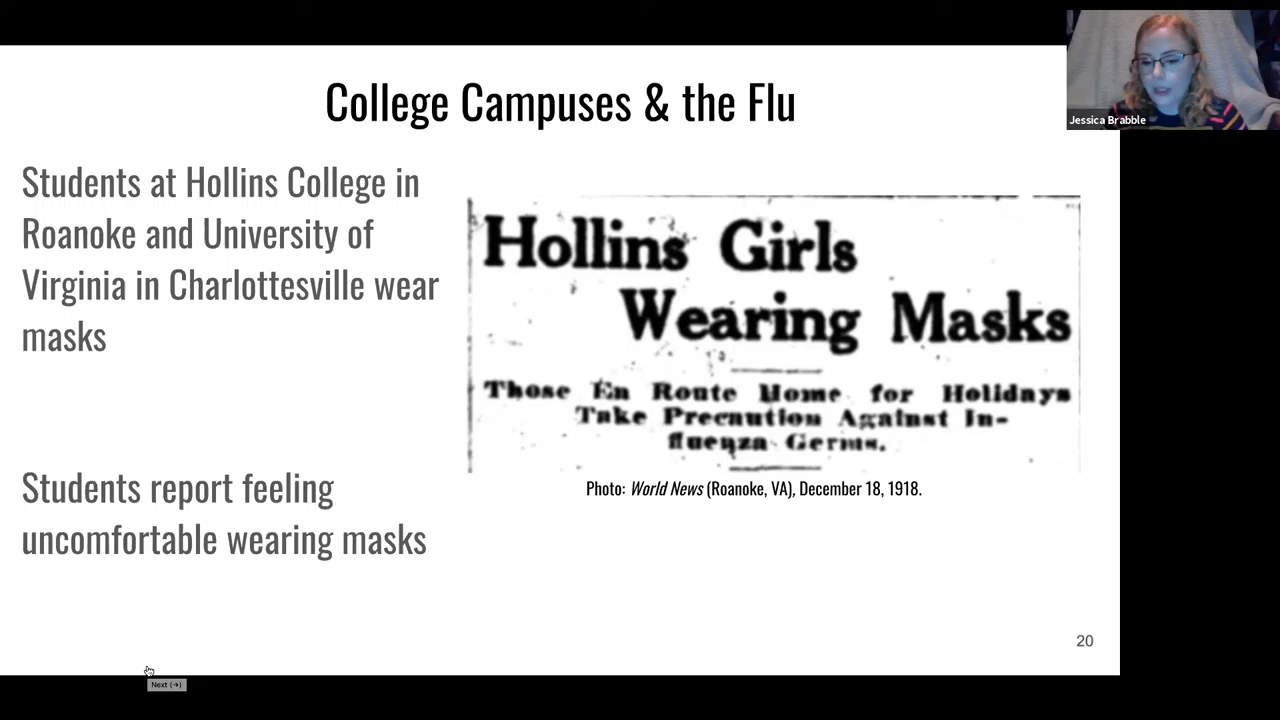 College Campuses & the Flu
Jessica Brabble
Students at Hollins College in
Roanoke and University of
Virginia in Charlottesville wear
masks
Hollins Girls
Wearing Masks
Those En Route Home for Holidays
Take Precaution Against In-
fluenza Germs.
Photo: World News (Roanoke, VA), December 18, 1918.
Students report feeling
uncomfortable wearing masks
20
Next (→)